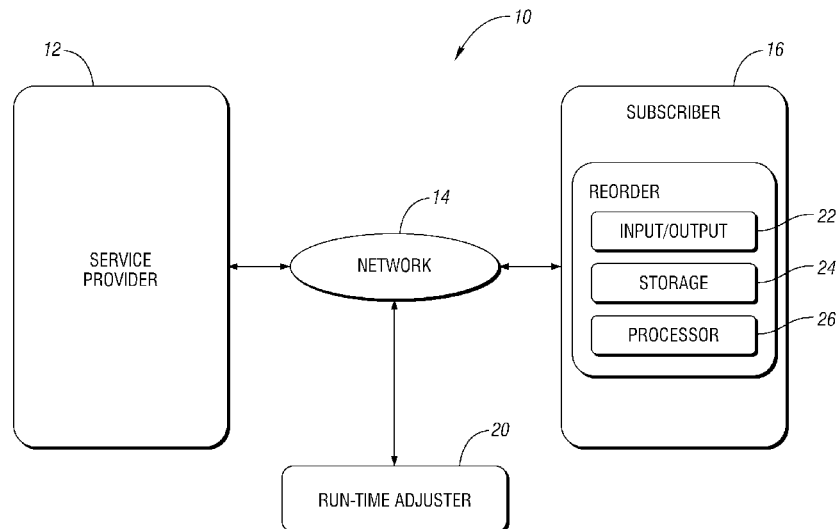 10
12
16
SERVICE
PROVIDER
14
NETWORK
SUBSCRIBER
REORDER
INPUT/OUTPUT
22
STORAGE
24
PROCESSOR
26
20
RUN-TIME ADJUSTER